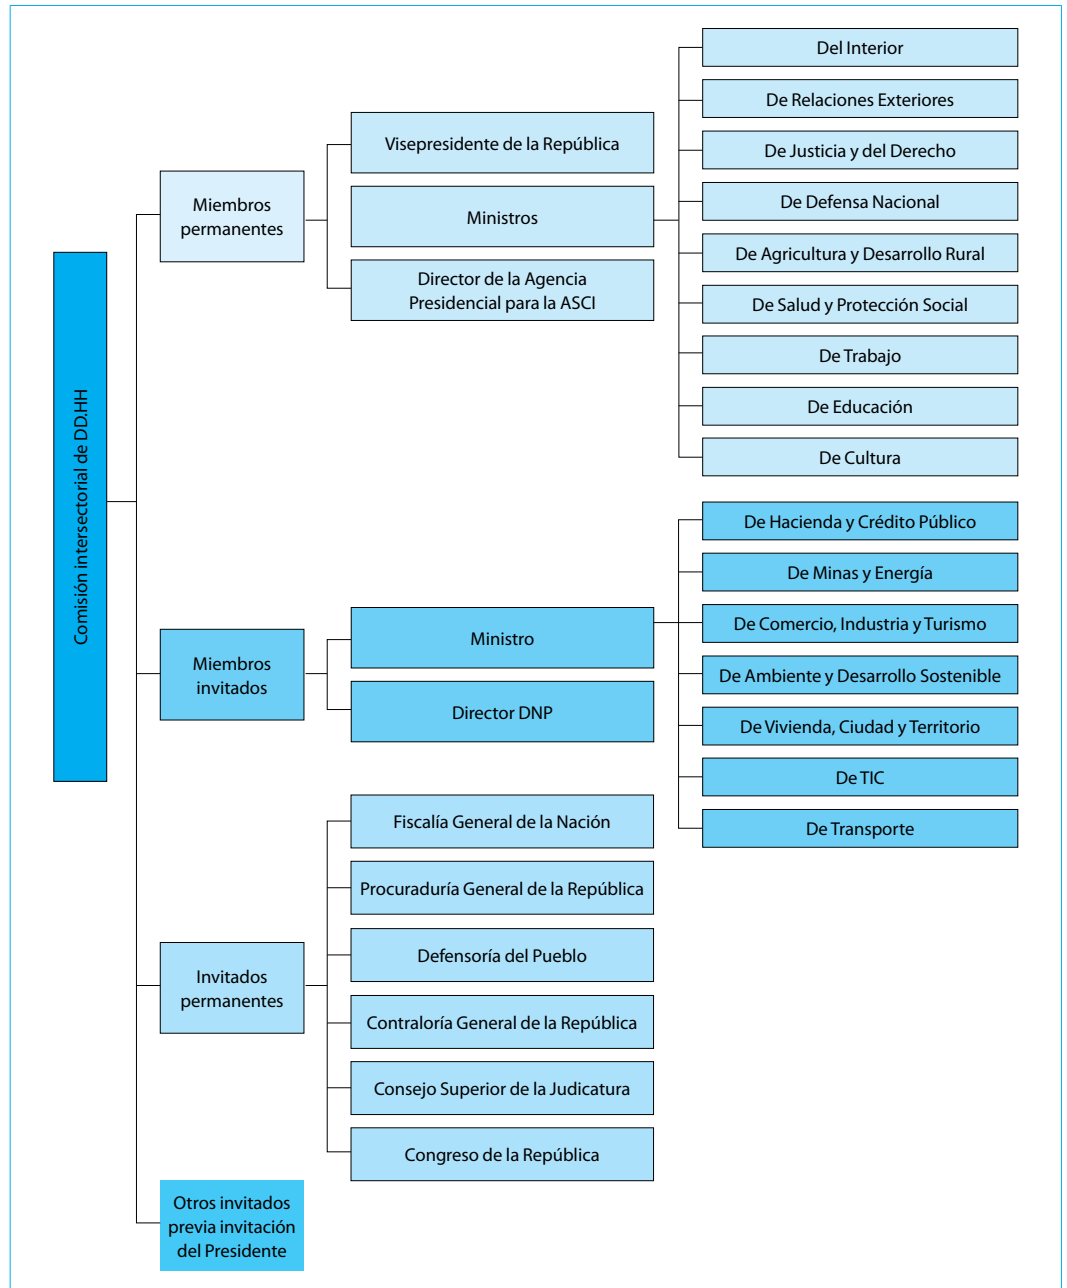 Comisión intersectorial de DD.HH
Miembros
permanentes
Visepresidente de la República
Ministros
Director de la Agencia
Presidencial para la ASCI
Del Interior
De Relaciones Exteriores
De Justicia y del Derecho
De Defensa Nacional
De Agricultura y Desarrollo Rural
De Salud y Protección Social
De Trabajo
De Educación
De Cultura
Miembros
invitados
Ministro
Director DNP
De Hacienda y Crédito Público
De Minas y Energía
De Comercio, Industria y Turismo
De Ambiente y Desarrollo Sostenible
De Vivienda, Ciudad y Territorio
De TIC
De Transporte
Invitados
permanentes
Fiscalía General de la Nación
Procuraduría General de la República
Defensoría del Pueblo
Contraloría General de la República
Consejo Superior de la Judicatura
Congreso de la República
Otros invitados
previa invitación
del Presidente